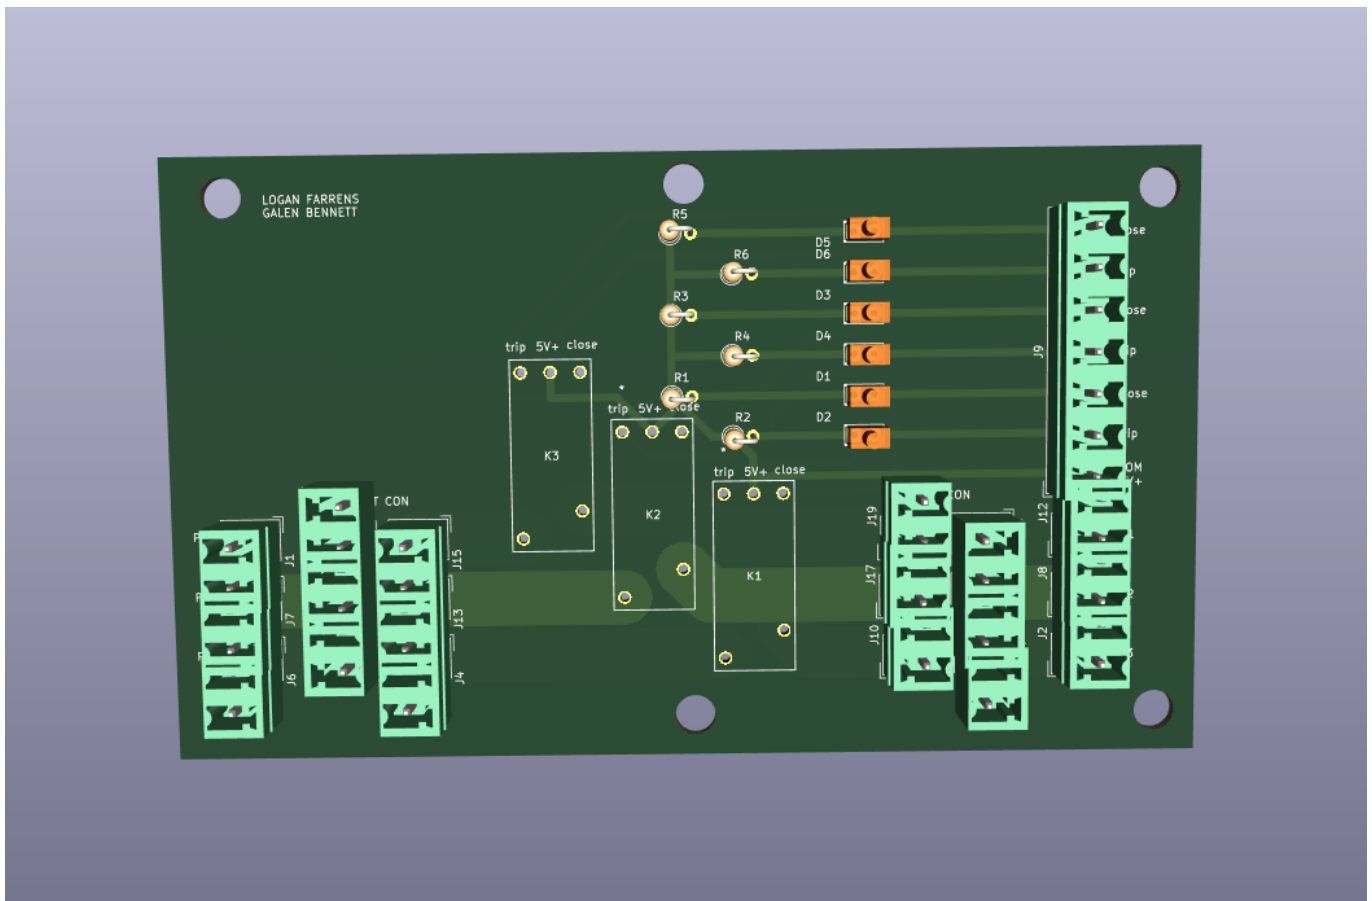 LOGAN FARRENS
GALEN BENNETT
R5
D5
D6
R6
R3
D3
R4
D4
J9
trip 5V+ close
R1
D1
trip 5V+
R2
D2
K3
trip 5V+ close
K2
K1
CON
CON
J1
J7
J6
J15
J13
J4
J19
J17
J10
J12
J8
J2